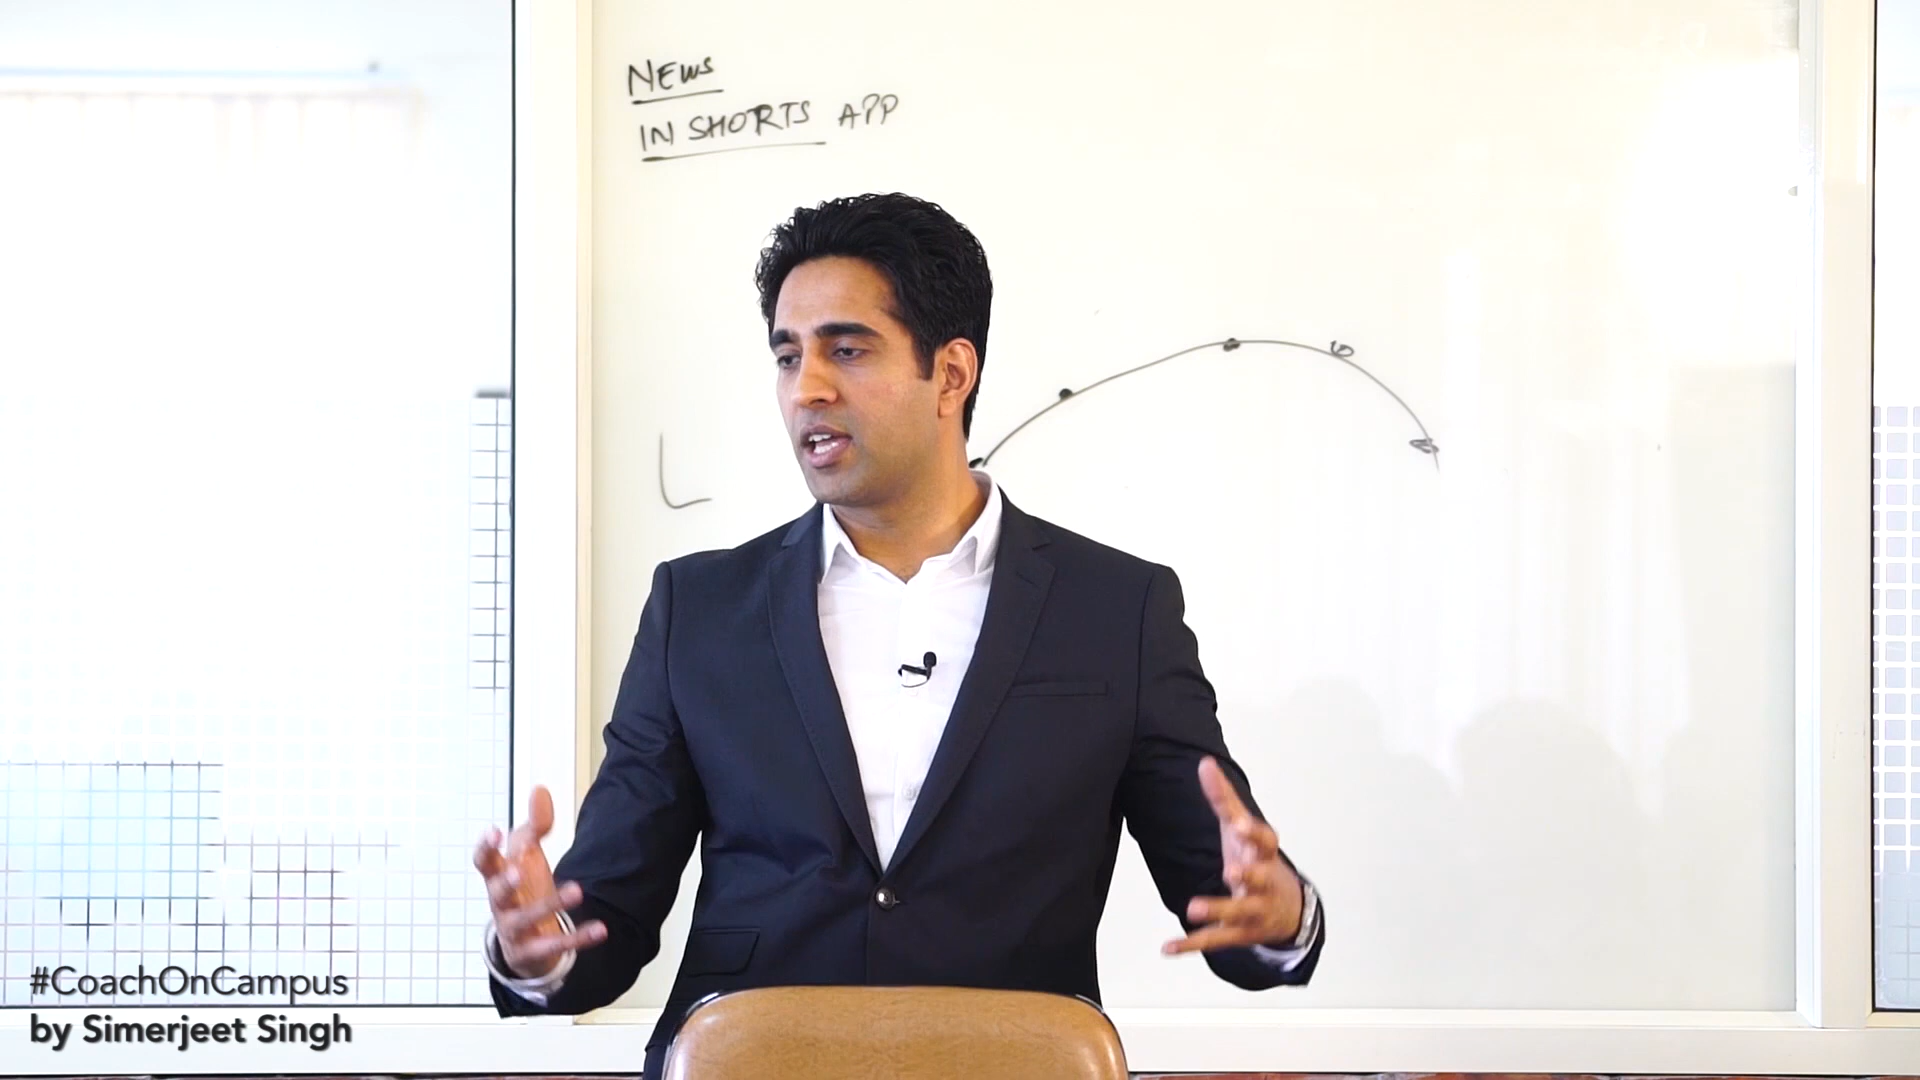 NEWS
IN SHORTS APP
L
#CoachOnCampus
by Simerjeet Singh